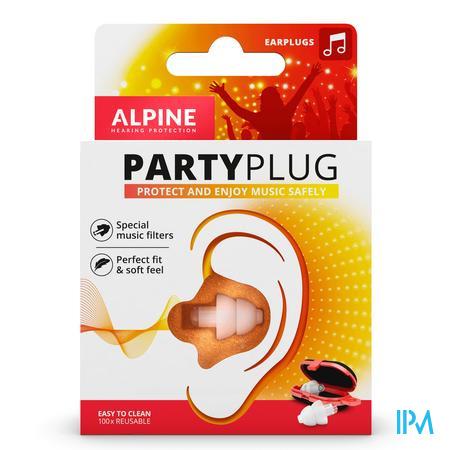 EARPLUGS
ALPINE
HEARING PROTECTION
PARTYPLUG
PROTECT AND ENJOY MUSIC SAFELY
Special
music filters
Perfect fit
& soft feel
EASY TO CLEAN
100x REUSABLE
IPM